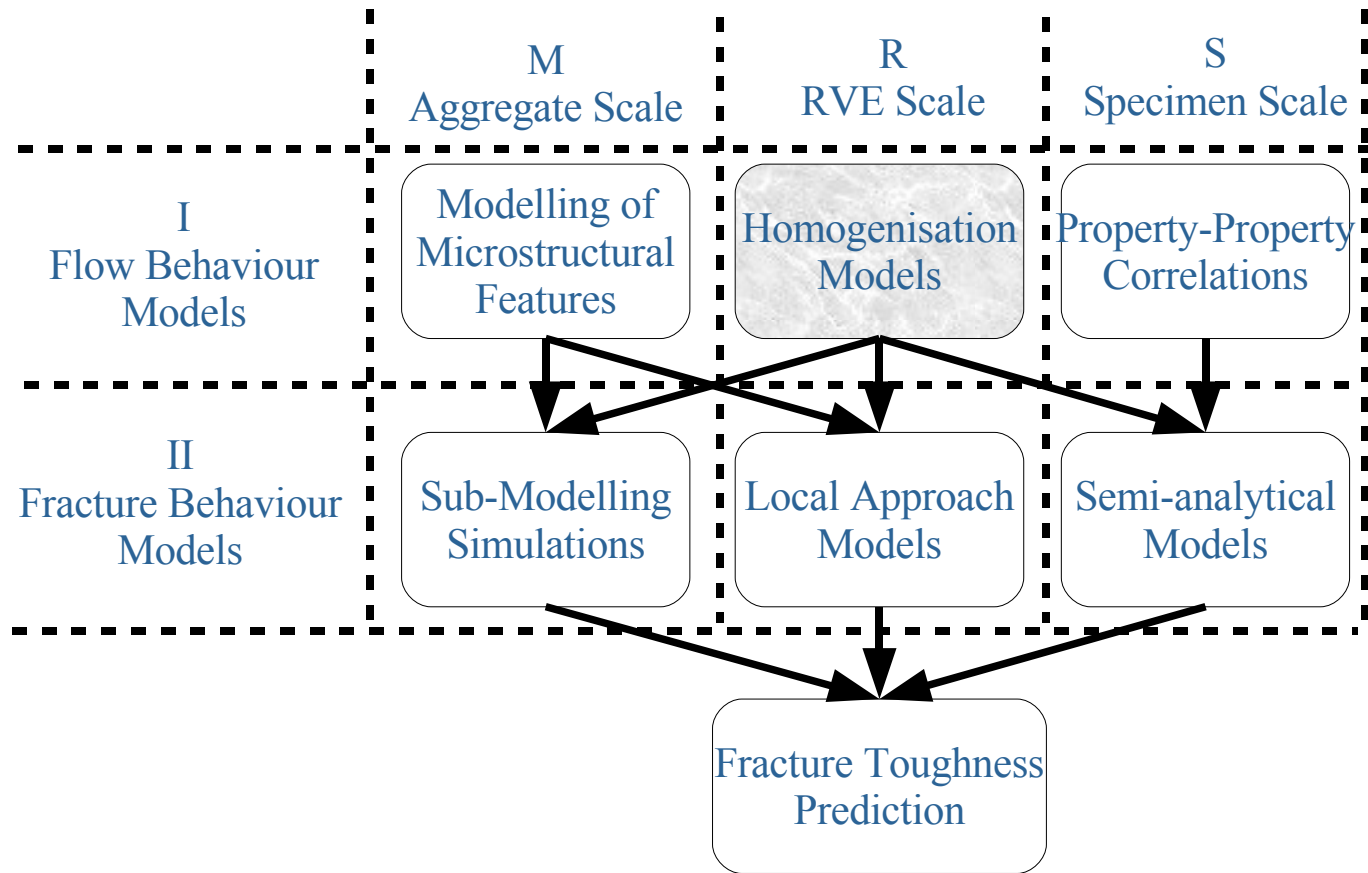 M
Aggregate Scale
R
RVE Scale
S
Specimen Scale
I
Flow Behaviour
Models
Modelling of
Microstructural
Features
Homogenisation
Models
Property-Property
Correlations
II
Fracture Behaviour
Models
Sub-Modelling
Simulations
Local Approach
Models
Semi-analytical
Models
Fracture Toughness
Prediction